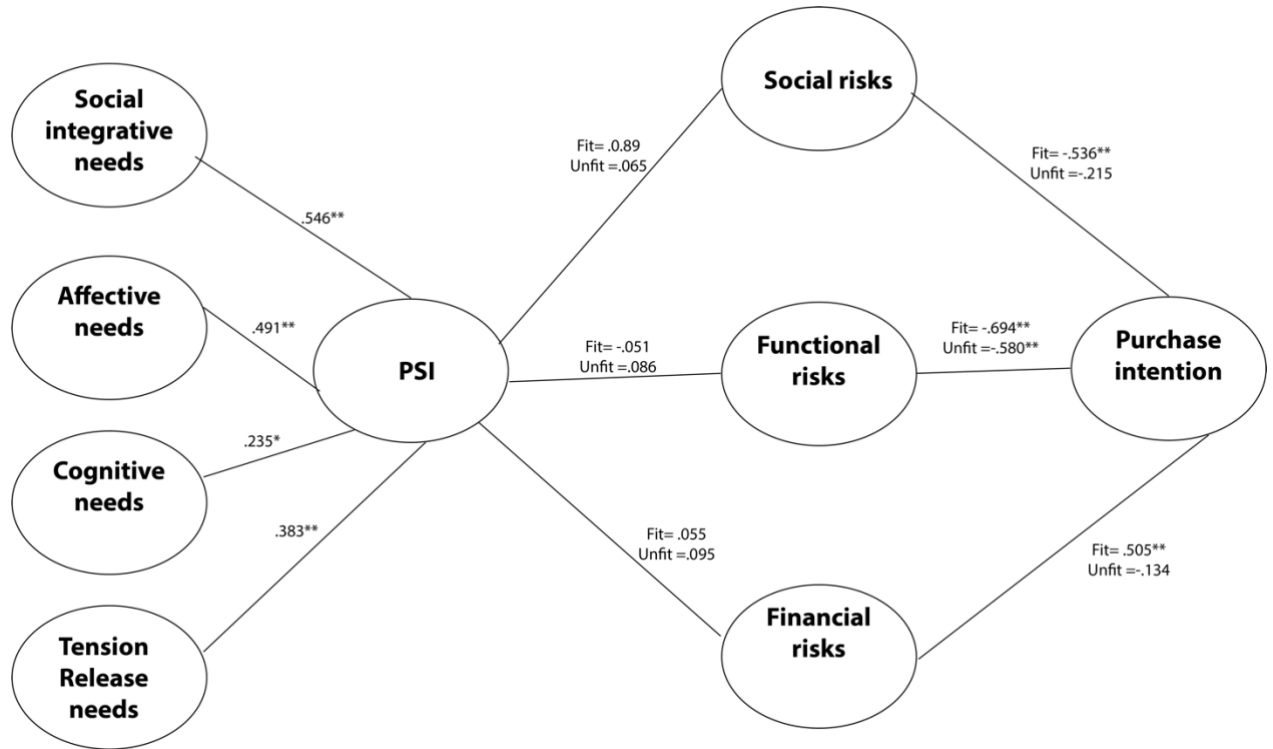 Social
integrative
needs
Affective
needs
Cognitive
needs
Tension
Release
needs
.546**
.491**
.235*
.383**
PSI
Fit= .0.89
Unfit =.065
Fit= -.051
Unfit =.086
Fit= .055
Unfit =.095
Social risks
Functional
risks
Financial
risks
Fit= -.536**
Unfit =-.215
Fit= -.694**
Unfit =-.580**
Fit= .505**
Unfit =-.134
Purchase
intention